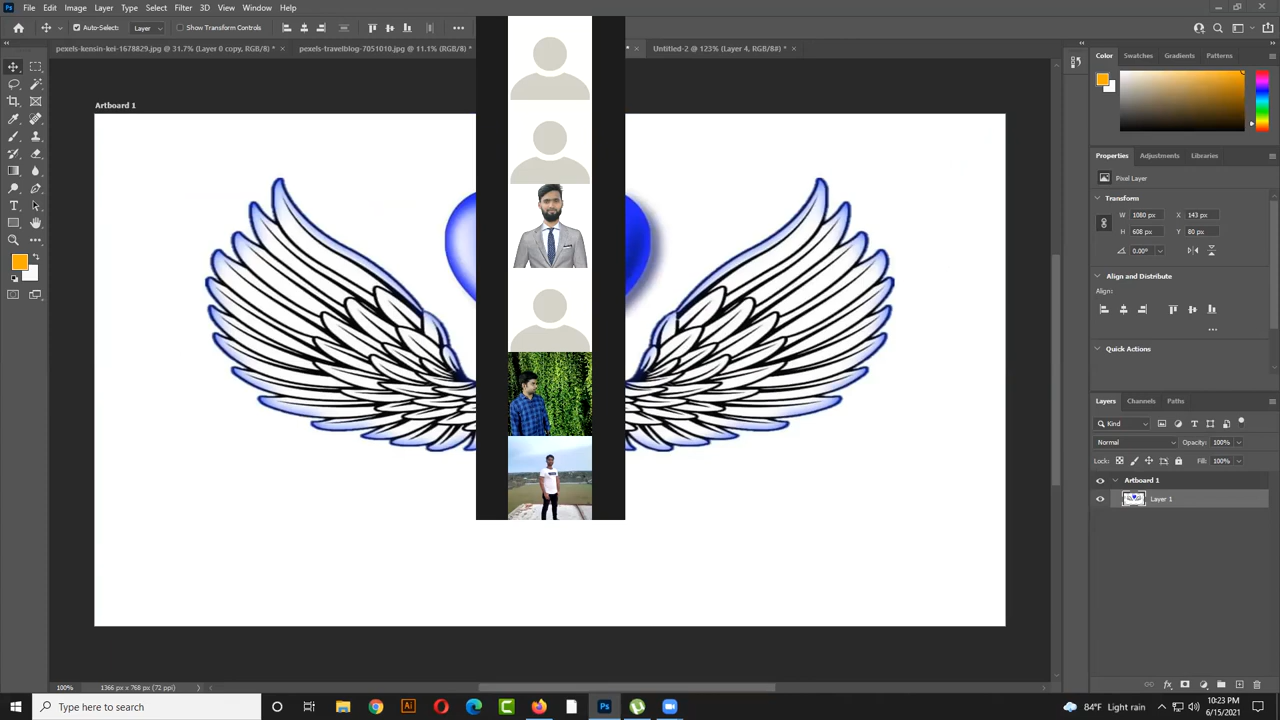 Ps File Edit Image Layer Type Select Filter 3D View Window Help
Auto-Select: Layer Show Transform Controls
pexels-kensin-kei-1678829.jpg @ 31.7% (Layer 0 copy, RGB/8) * pexels-travelblog-7051010.jpg @ 11.1% (RGB/8) * * Untitled-2 @ 123% (Layer 4, RGB/8#) *
Color Swatches Gradients Patterns
Artboard 1
Properties Adjustments Libraries
Pixel Layer
Transform
W 1080 px X 143 px
H 608 px Y 80 px
0.00°
Align and Distribute
Align:
Quick Actions
Layers Channels Paths
Kind
Normal Opacity: 100%
Lock: Fill: 100%
Artboard 1
Layer 1
100% 1366 px x 768 px (72 ppi)
Type here to search
Ai
Ps
84°F Light rain
10:23 PM
6/15/2021